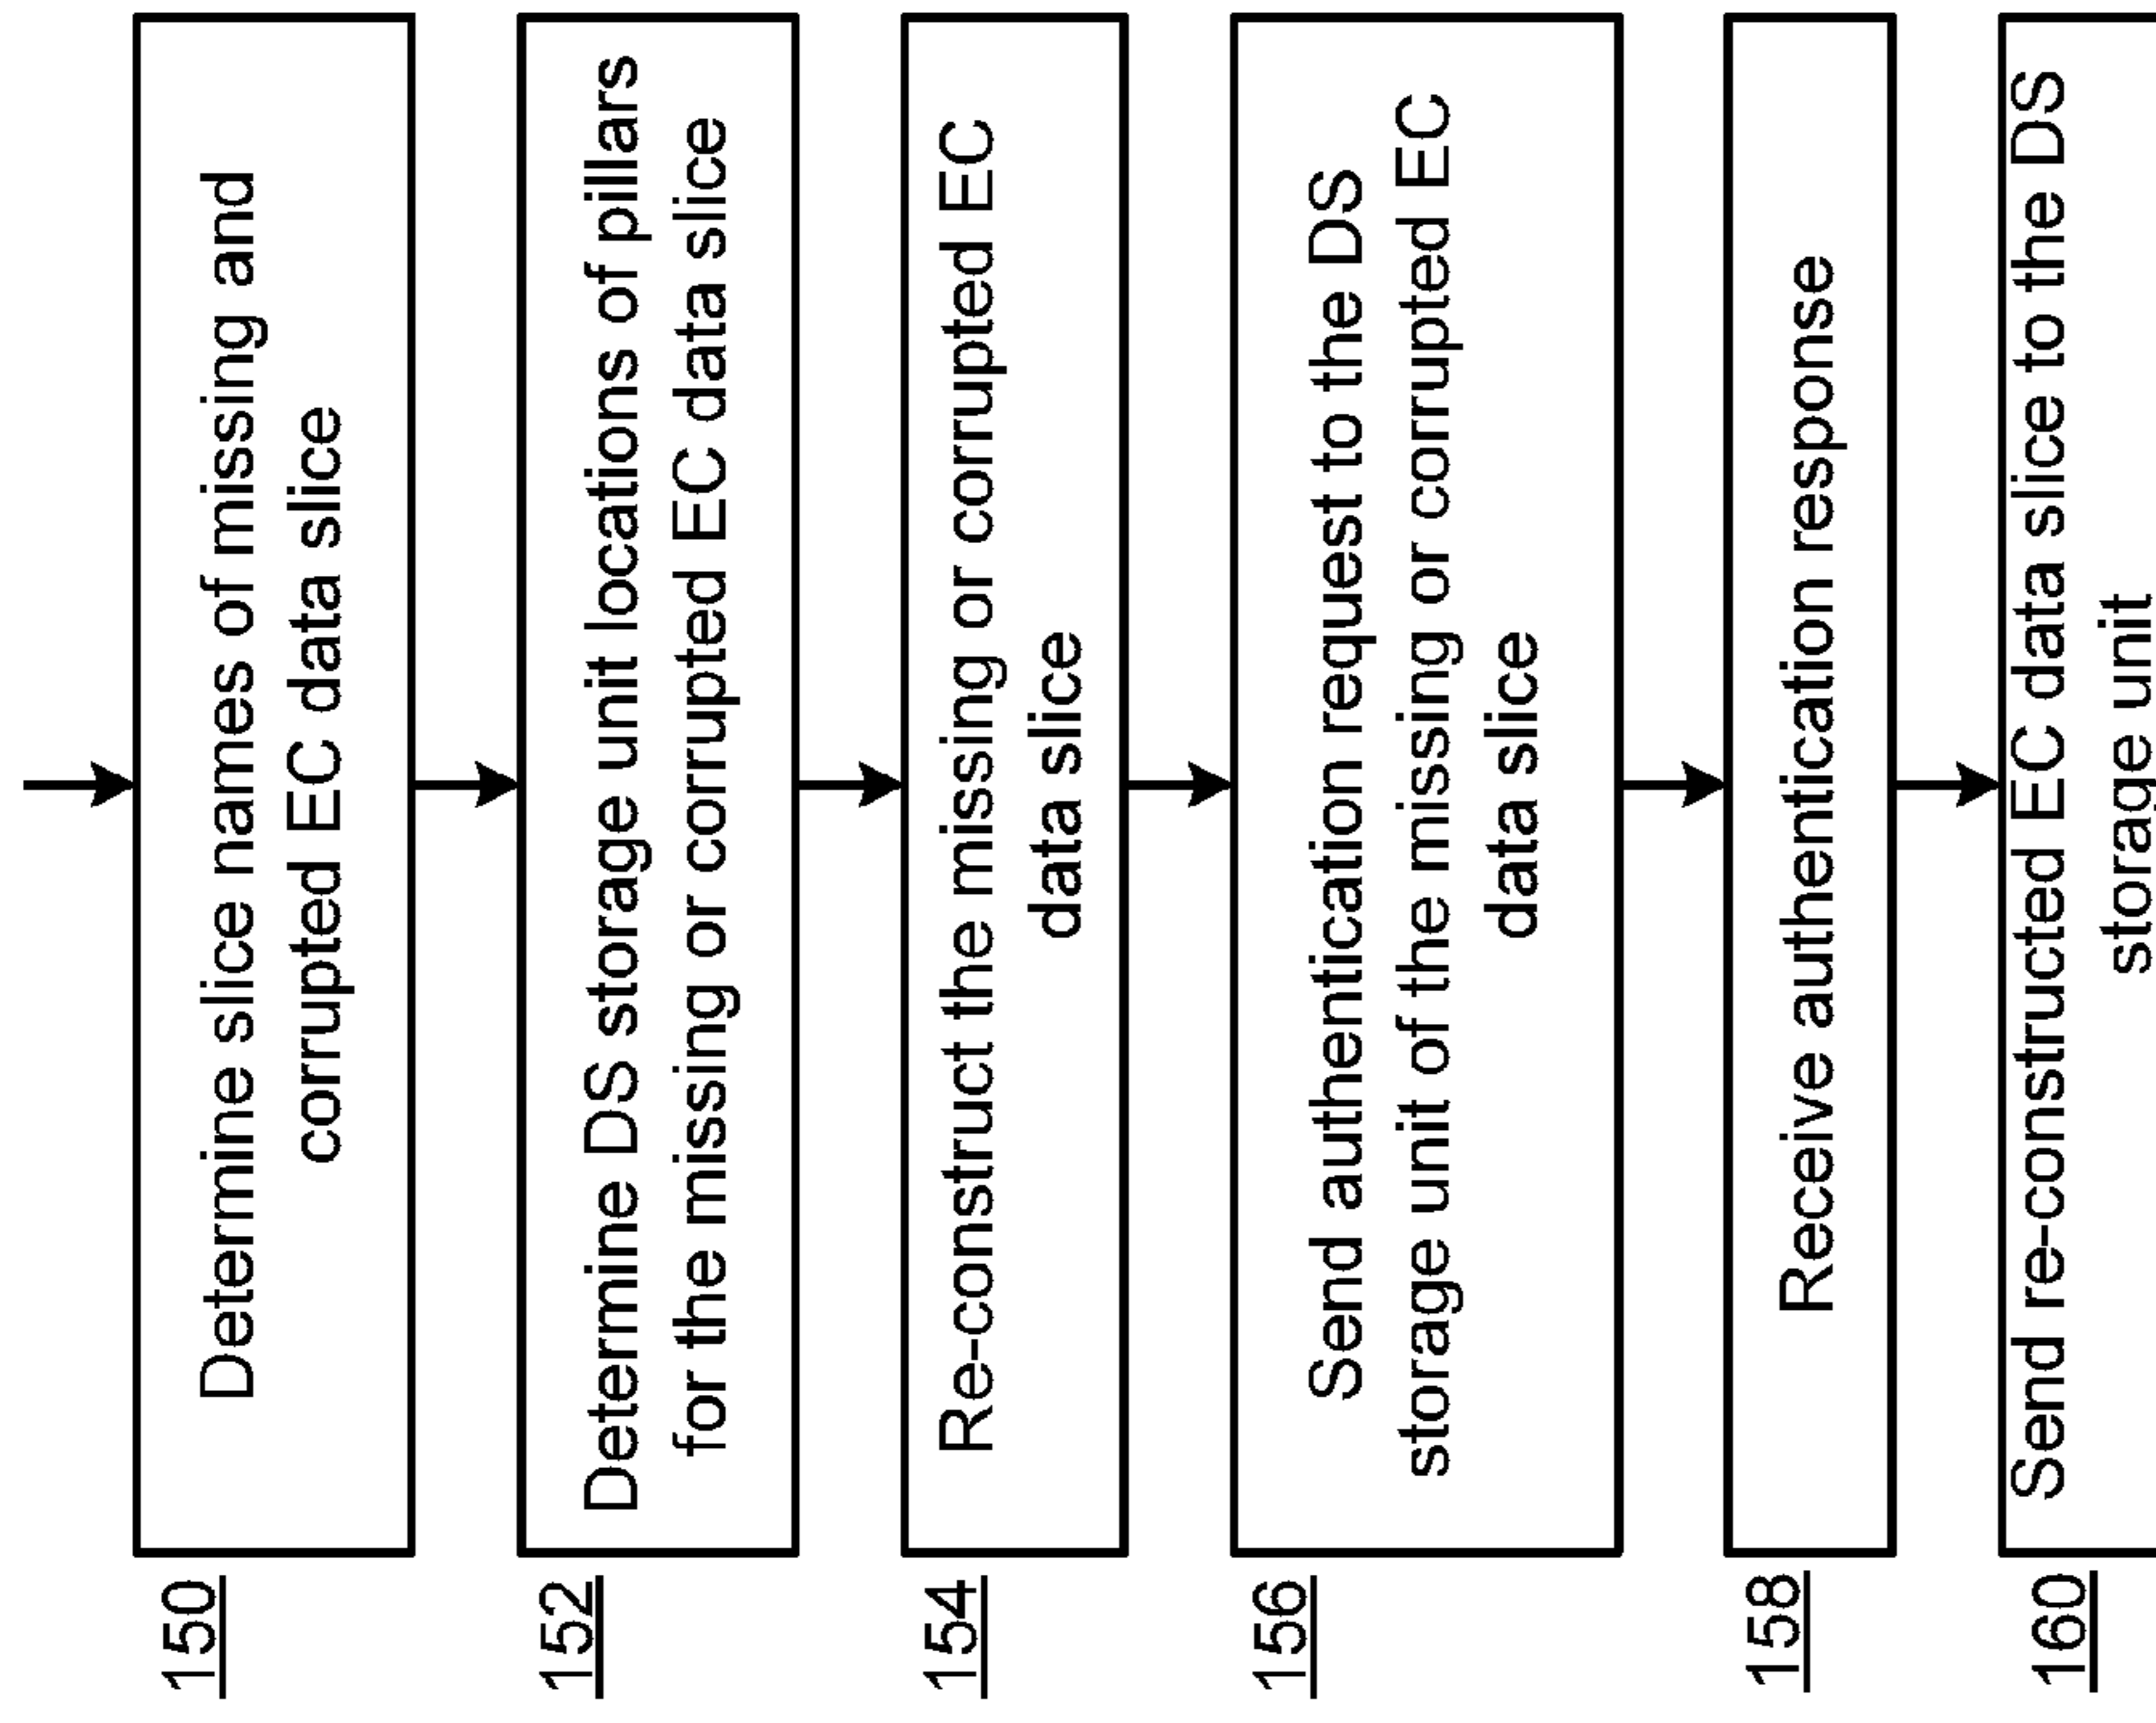 150
Determine slice names of missing and
corrupted EC data slice
152
Determine DS storage unit locations of pillars
for the missing or corrupted EC data slice
154
Re-construct the missing or corrupted EC
data slice
156
Send authentication request to the DS
storage unit of the missing or corrupted EC
data slice
158
Receive authentication response
160
Send re-constructed EC data slice to the DS
storage unit